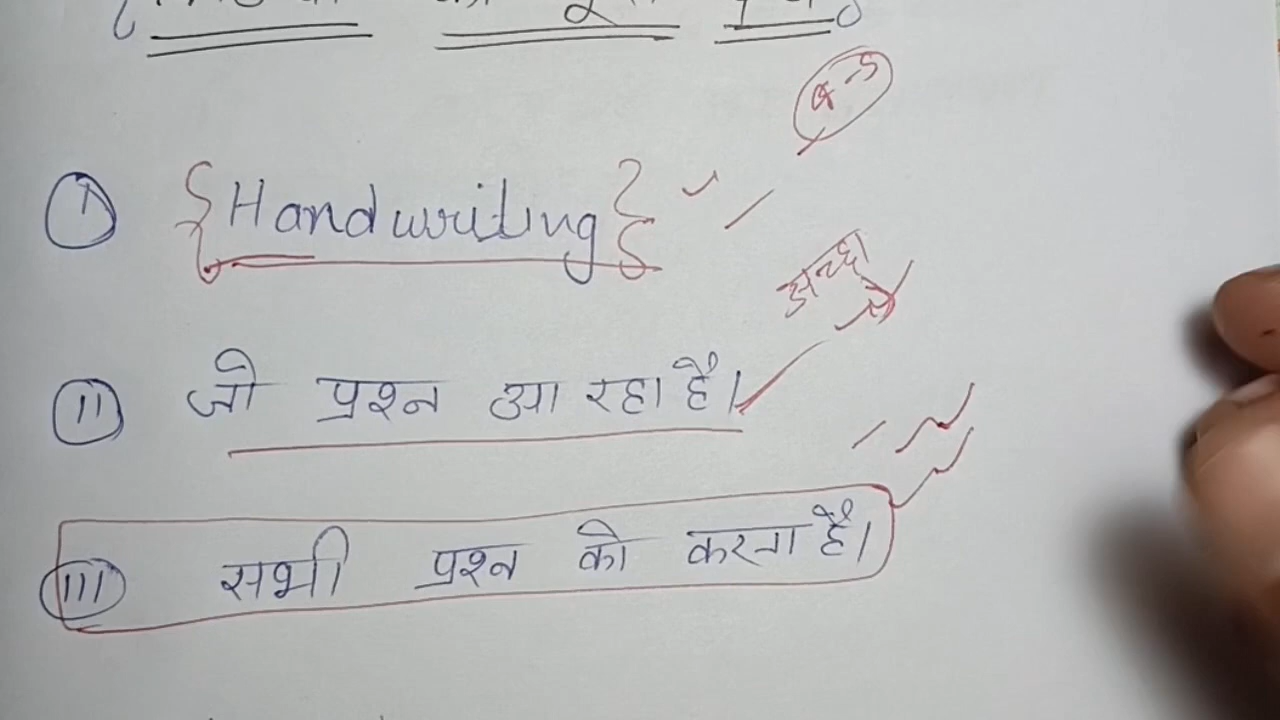 I {Handwriting}
अच्छा से
II जो प्रश्न आ रहा है।
III सभी प्रश्न को करना है।